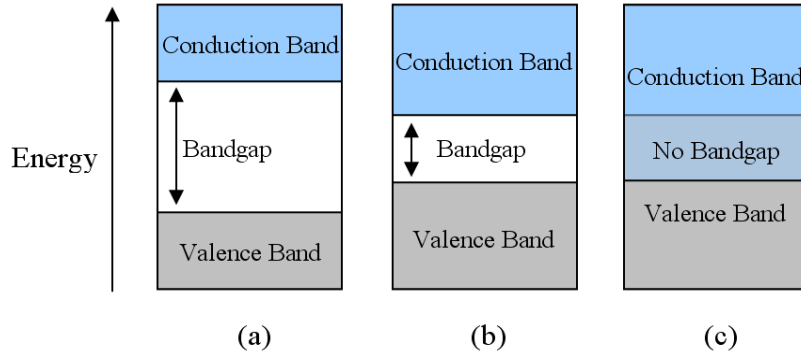 Energy
Conduction Band
Bandgap
Valence Band
(a)
Conduction Band
Bandgap
Valence Band
(b)
Conduction Band
No Bandgap
Valence Band
(c)